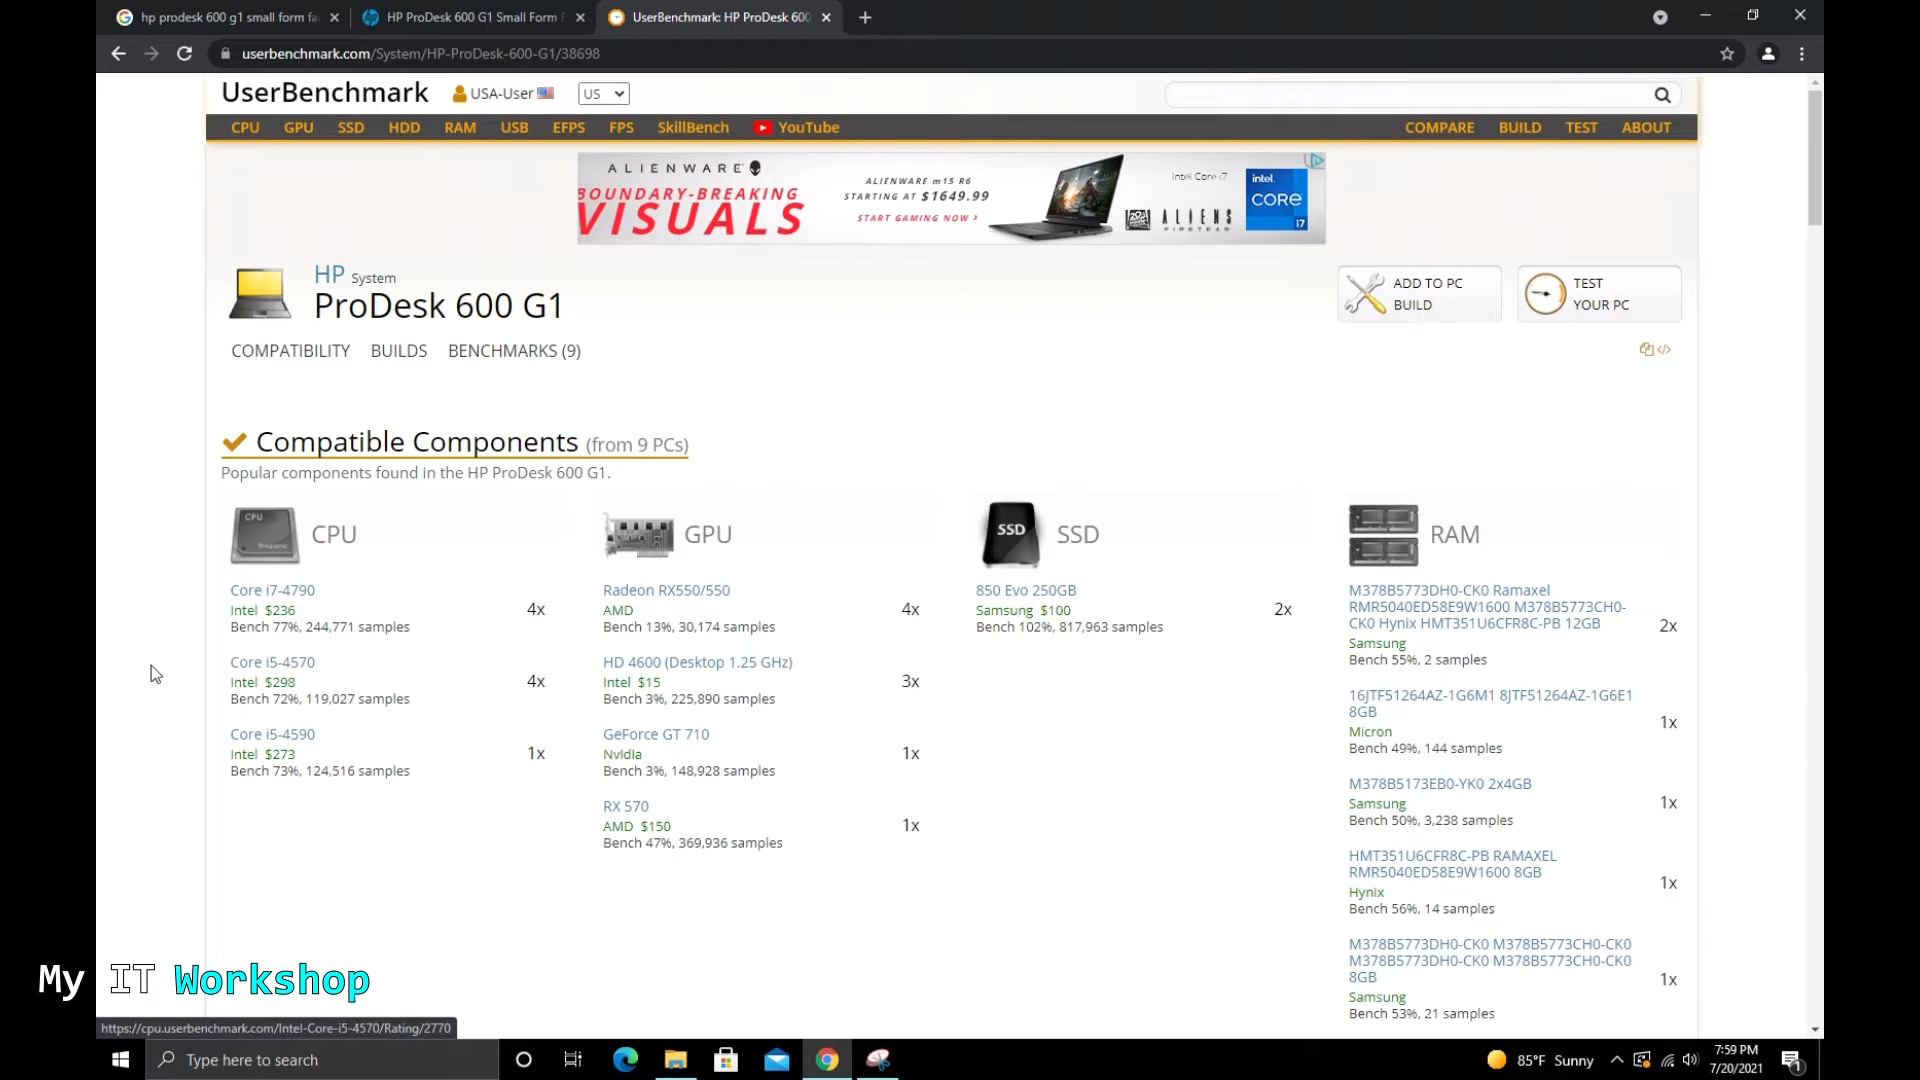 hp prodesk 600 g1 small form fa
HP ProDesk 600 G1 Small Form F
UserBenchmark: HP ProDesk 600
userbenchmark.com/System/HP-ProDesk-600-G1/38698
UserBenchmark USA-User US
CPU GPU SSD HDD RAM USB EFPS FPS SkillBench YouTube COMPARE BUILD TEST ABOUT
ALIENWARE
BOUNDARY-BREAKING
VISUALS
ALIENWARE m15 R6
STARTING AT $1649.99
START GAMING NOW >
Intel Core i7
ALIENS
intel
CORE
i7
HP System
ProDesk 600 G1
ADD TO PC
BUILD
TEST
YOUR PC
COMPATIBILITY BUILDS BENCHMARKS (9)
Compatible Components (from 9 PCs)
Popular components found in the HP ProDesk 600 G1.
CPU
CPU
Core i7-4790
Intel $236
Bench 77%, 244,771 samples
4x
Core i5-4570
Intel $298
Bench 72%, 119,027 samples
4x
Core i5-4590
Intel $273
Bench 73%, 124,516 samples
1x
GPU
Radeon RX550/550
AMD
Bench 13%, 30,174 samples
4x
HD 4600 (Desktop 1.25 GHz)
Intel $15
Bench 3%, 225,890 samples
3x
GeForce GT 710
Nvidia
Bench 3%, 148,928 samples
1x
RX 570
AMD $150
Bench 47%, 369,936 samples
1x
SSD
SSD
850 Evo 250GB
Samsung $100
Bench 102%, 817,963 samples
2x
RAM
M378B5773DH0-CK0 Ramaxel
RMR5040ED58E9W1600 M378B5773CH0-
CK0 Hynix HMT351U6CFR8C-PB 12GB
Samsung
Bench 55%, 2 samples
2x
16JTF51264AZ-1G6M1 8JTF51264AZ-1G6E1
8GB
Micron
Bench 49%, 144 samples
1x
M378B5173EB0-YK0 2x4GB
Samsung
Bench 50%, 3,238 samples
1x
HMT351U6CFR8C-PB RAMAXEL
RMR5040ED58E9W1600 8GB
Hynix
Bench 56%, 14 samples
1x
M378B5773DH0-CK0 M378B5773CH0-CK0
M378B5773DH0-CK0 M378B5773CH0-CK0
8GB
Samsung
Bench 53%, 21 samples
1x
My IT Workshop
https://cpu.userbenchmark.com/Intel-Core-i5-4570/Rating/2770
Type here to search
85°F Sunny
7:59 PM
7/20/2021
1